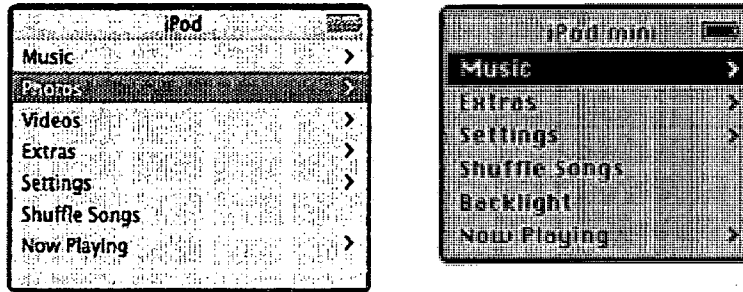 iPod
Music >
Photos >
Videos >
Extras >
Settings >
Shuffle Songs
Now Playing >
iPod mini
Music >
Extras >
Settings >
Shuffle Songs
Backlight
Now Playing >